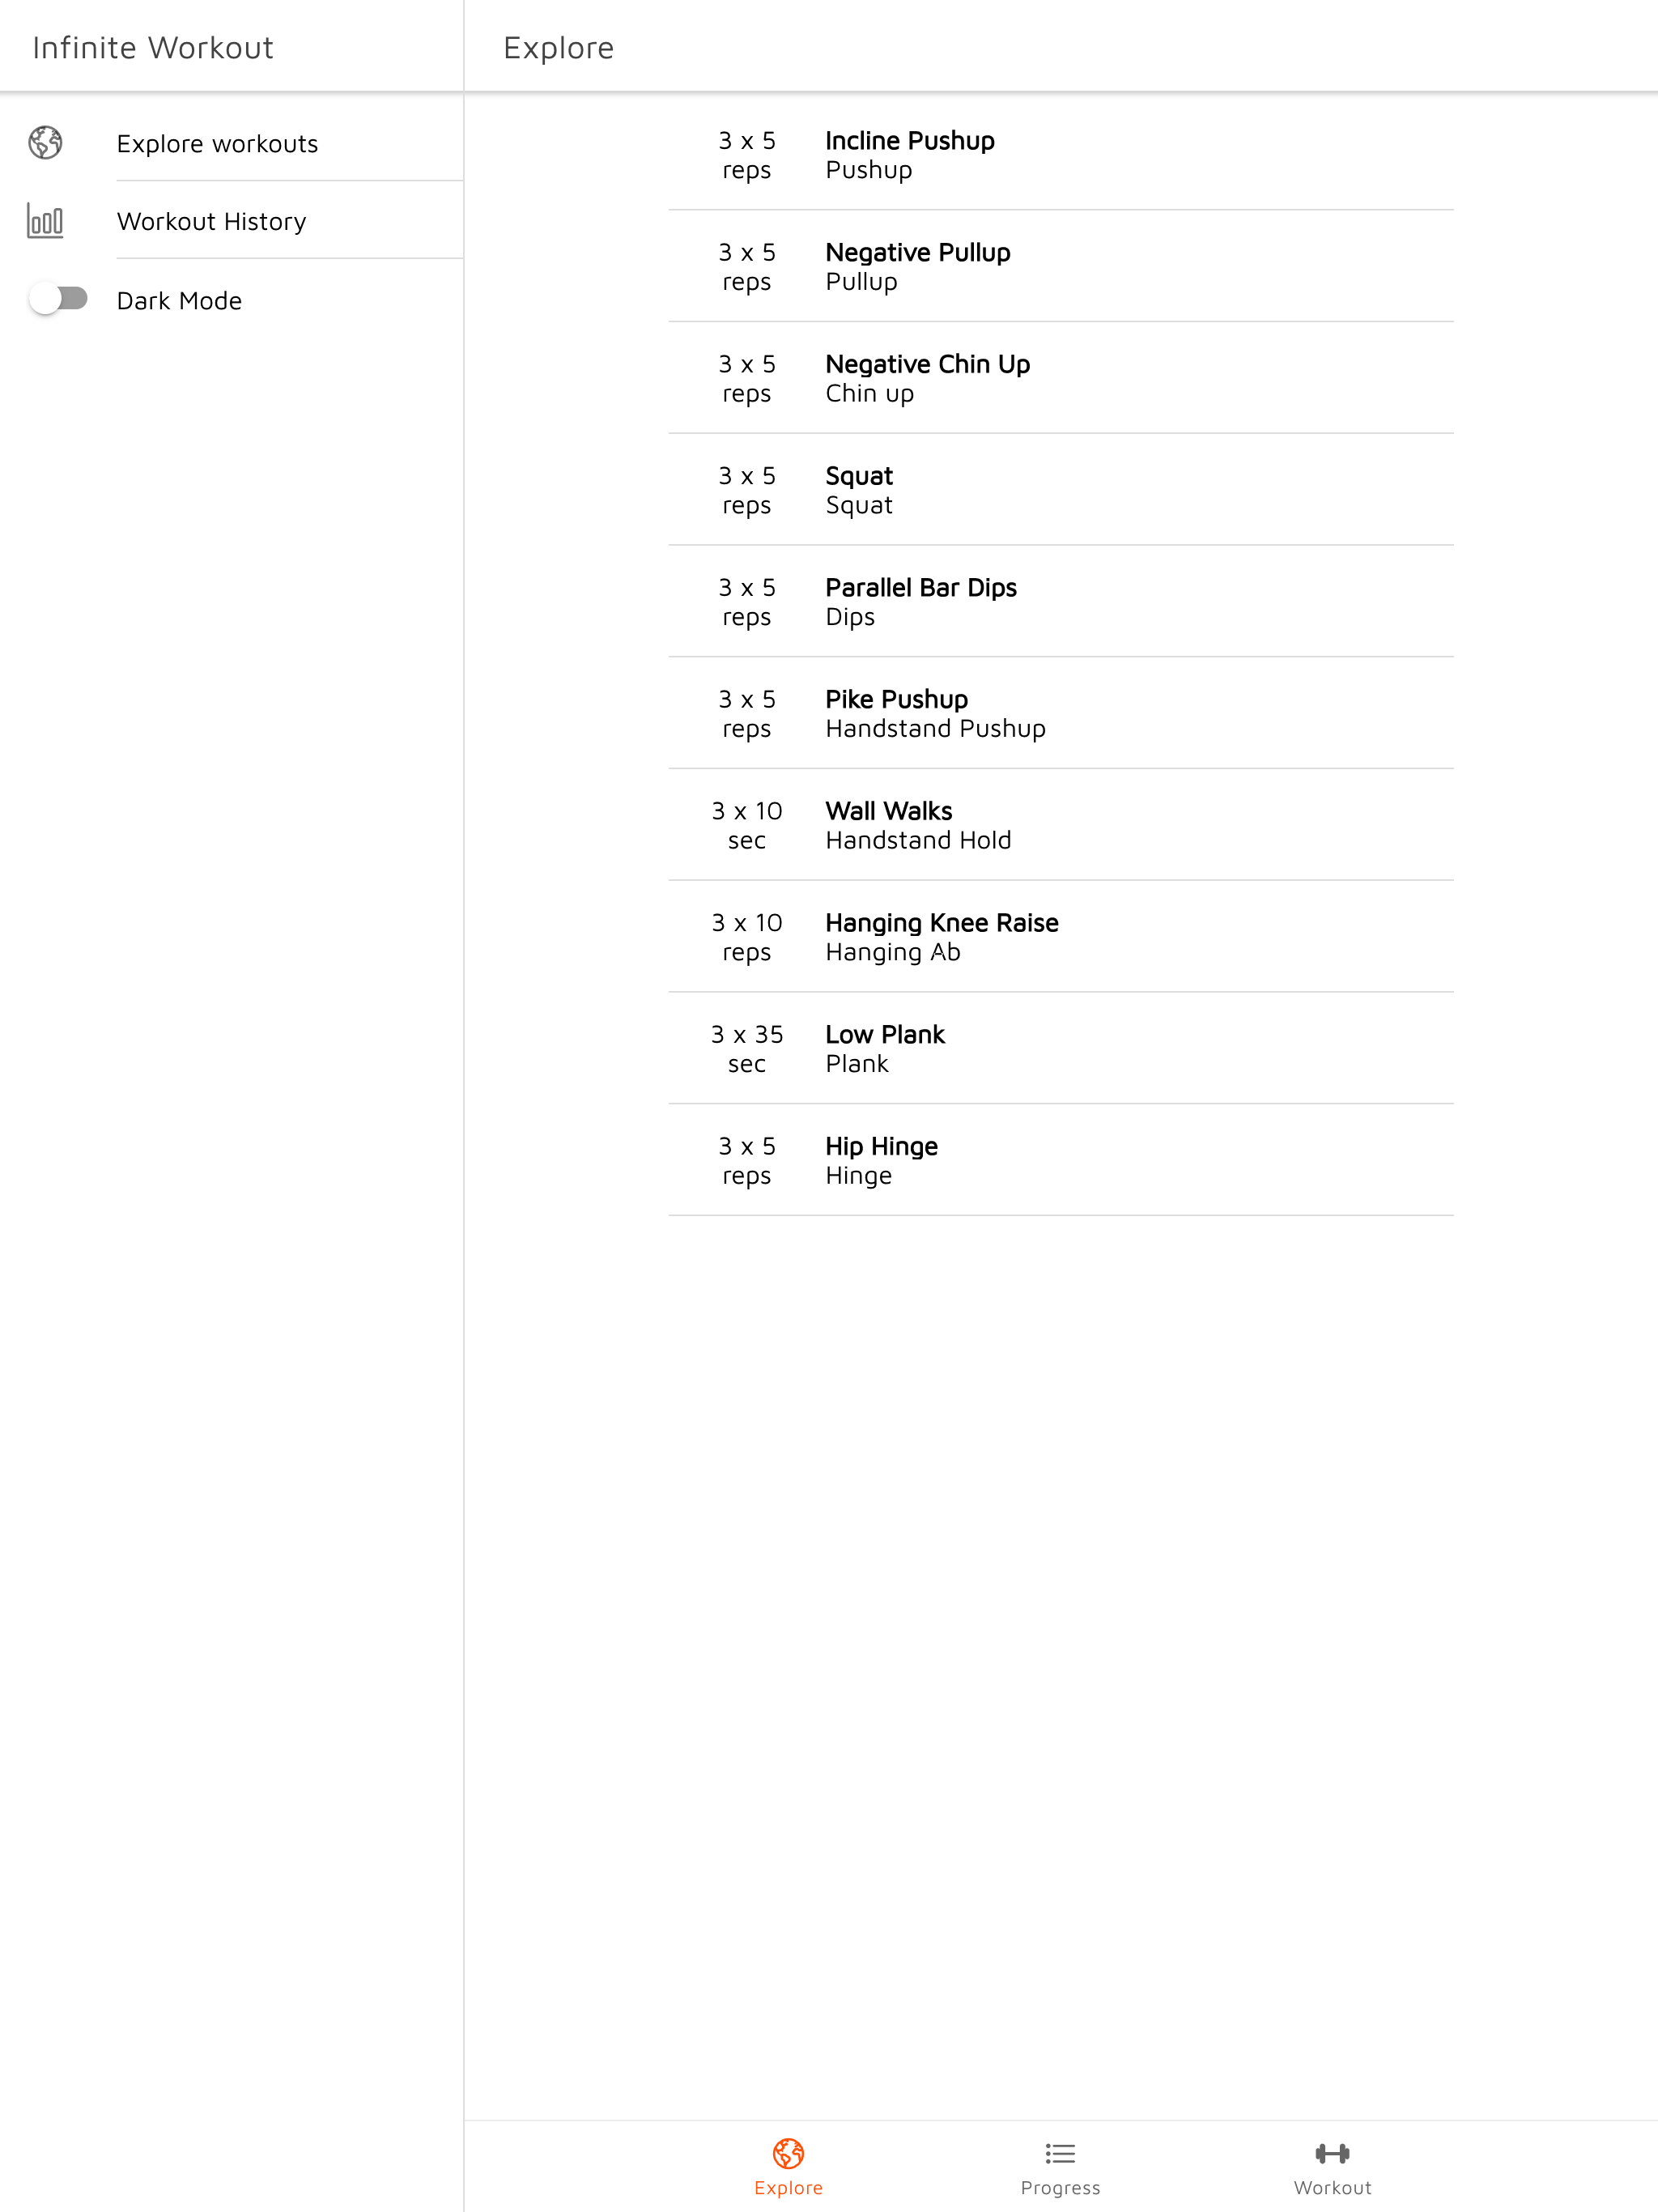 Infinite Workout
Explore workouts
Workout History
Dark Mode
Explore
3 x 5
reps
Incline Pushup
Pushup
3 x 5
reps
Negative Pullup
Pullup
3 x 5
reps
Negative Chin Up
Chin up
3 x 5
reps
Squat
Squat
3 x 5
reps
Parallel Bar Dips
Dips
3 x 5
reps
Pike Pushup
Handstand Pushup
3 x 10
sec
Wall Walks
Handstand Hold
3 x 10
reps
Hanging Knee Raise
Hanging Ab
3 x 35
sec
Low Plank
Plank
3 x 5
reps
Hip Hinge
Hinge
Explore
Progress
Workout